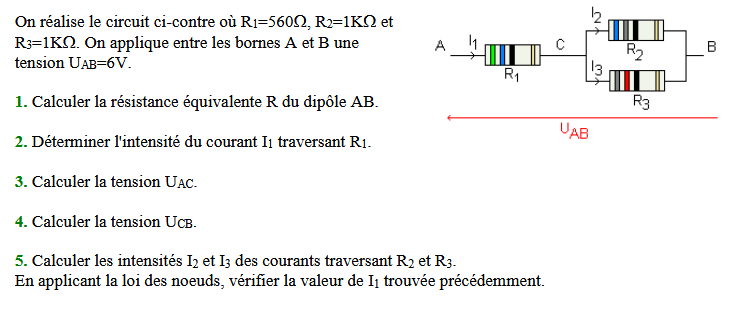 On réalise le circuit ci-contre où R1=560Ω, R2=1KΩ et
R3=1KΩ. On applique entre les bornes A et B une
tension UAB=6V.
A I1 R1 C I2 R2 I3 R3 B
UAB
1. Calculer la résistance équivalente R du dipôle AB.
2. Déterminer l'intensité du courant I1 traversant R1.
3. Calculer la tension UAC.
4. Calculer la tension UCB.
5. Calculer les intensités I2 et I3 des courants traversant R2 et R3.
En applicant la loi des noeuds, vérifier la valeur de I1 trouvée précédemment.